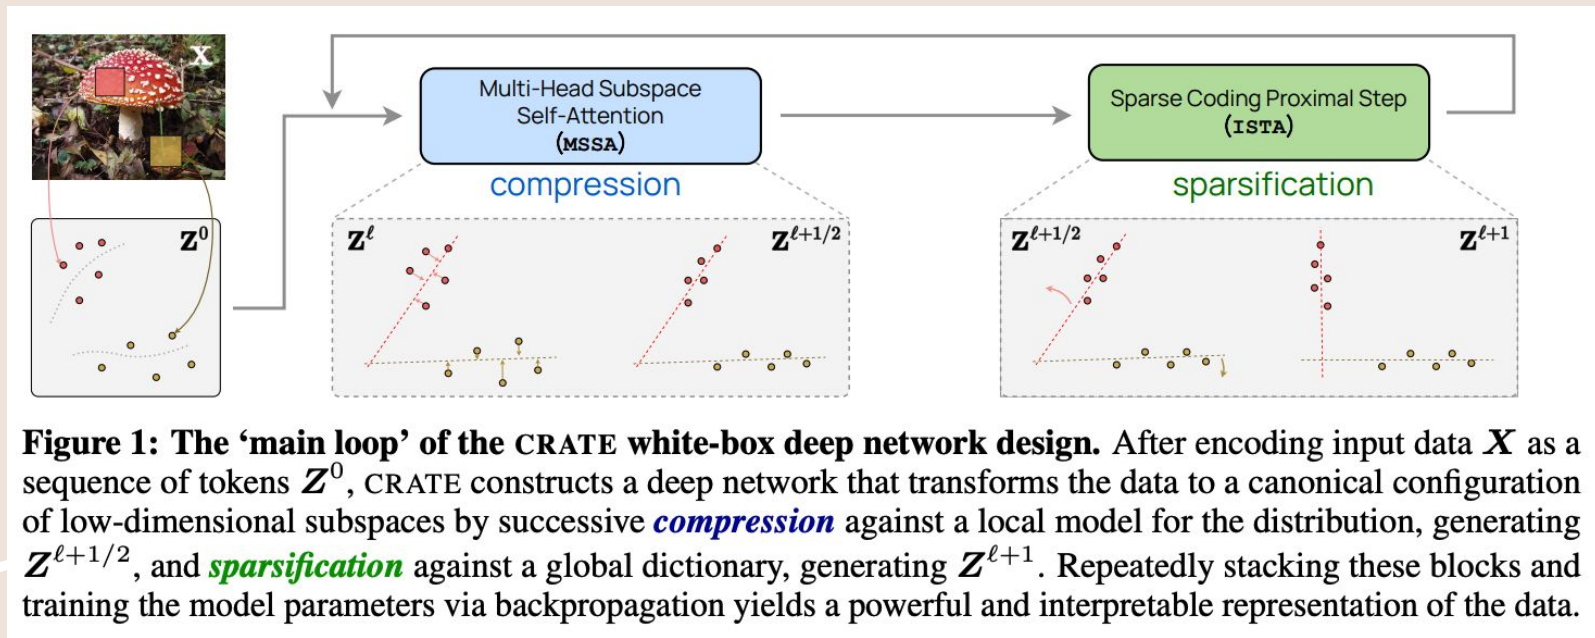 X
Multi-Head Subspace
Self-Attention
(MSSA)
Sparse Coding Proximal Step
(ISTA)
compression
sparsification
Z⁰
Z^ℓ
Z^{ℓ+1/2}
Z^{ℓ+1/2}
Z^{ℓ+1}
Figure 1: The ‘main loop’ of the CRATE white-box deep network design. After encoding input data X as a
sequence of tokens Z⁰, CRATE constructs a deep network that transforms the data to a canonical configuration
of low-dimensional subspaces by successive compression against a local model for the distribution, generating
Z^{ℓ+1/2}, and sparsification against a global dictionary, generating Z^{ℓ+1}. Repeatedly stacking these blocks and
training the model parameters via backpropagation yields a powerful and interpretable representation of the data.